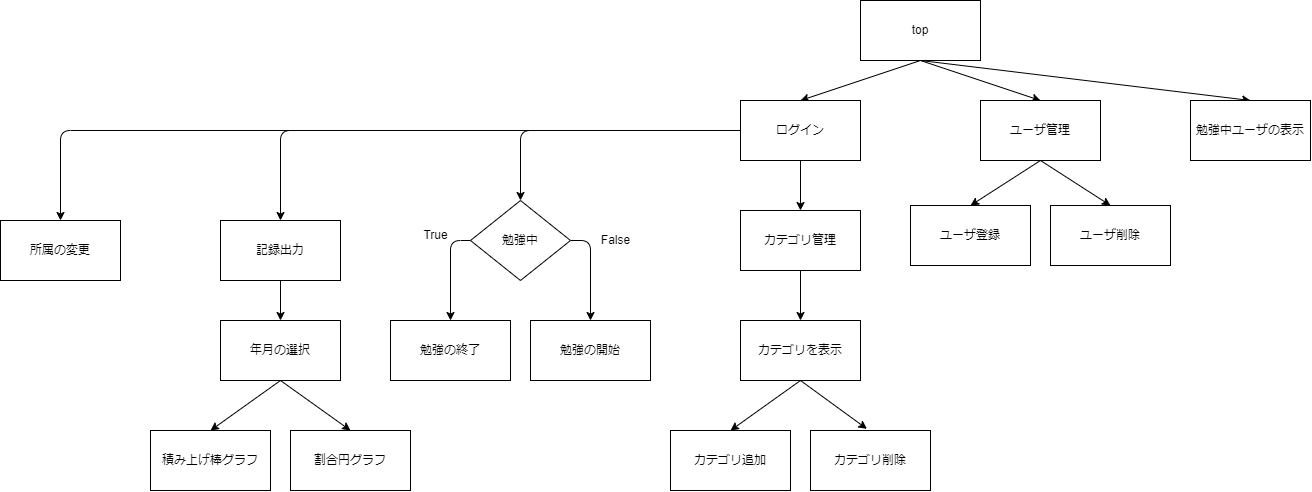 top
ログイン
ユーザ管理
勉強中ユーザの表示
所属の変更
記録出力
True
勉強中
False
カテゴリ管理
ユーザ登録
ユーザ削除
年月の選択
勉強の終了
勉強の開始
カテゴリを表示
積み上げ棒グラフ
割合円グラフ
カテゴリ追加
カテゴリ削除